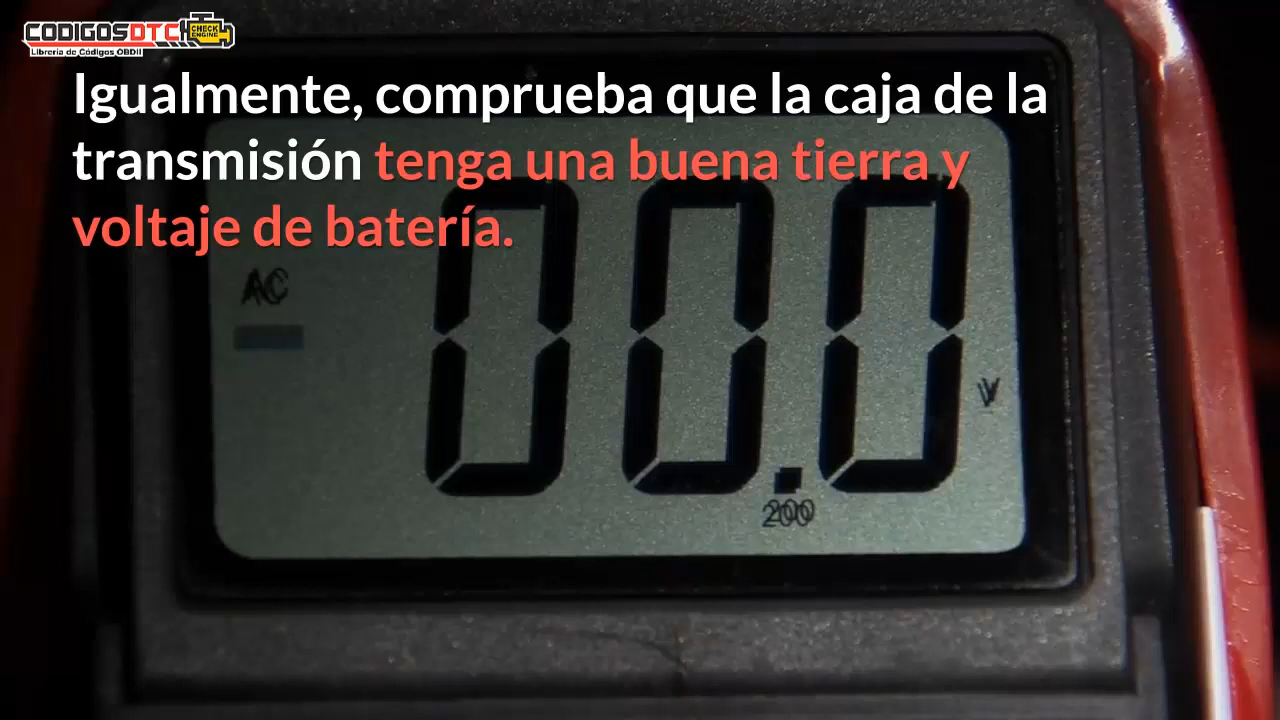 CODIGOSDTC
CHECK
ENGINE
Librería de Códigos OBDII
Igualmente, comprueba que la caja de la
transmisión tenga una buena tierra y
voltaje de batería.
AC
00.0
V
200